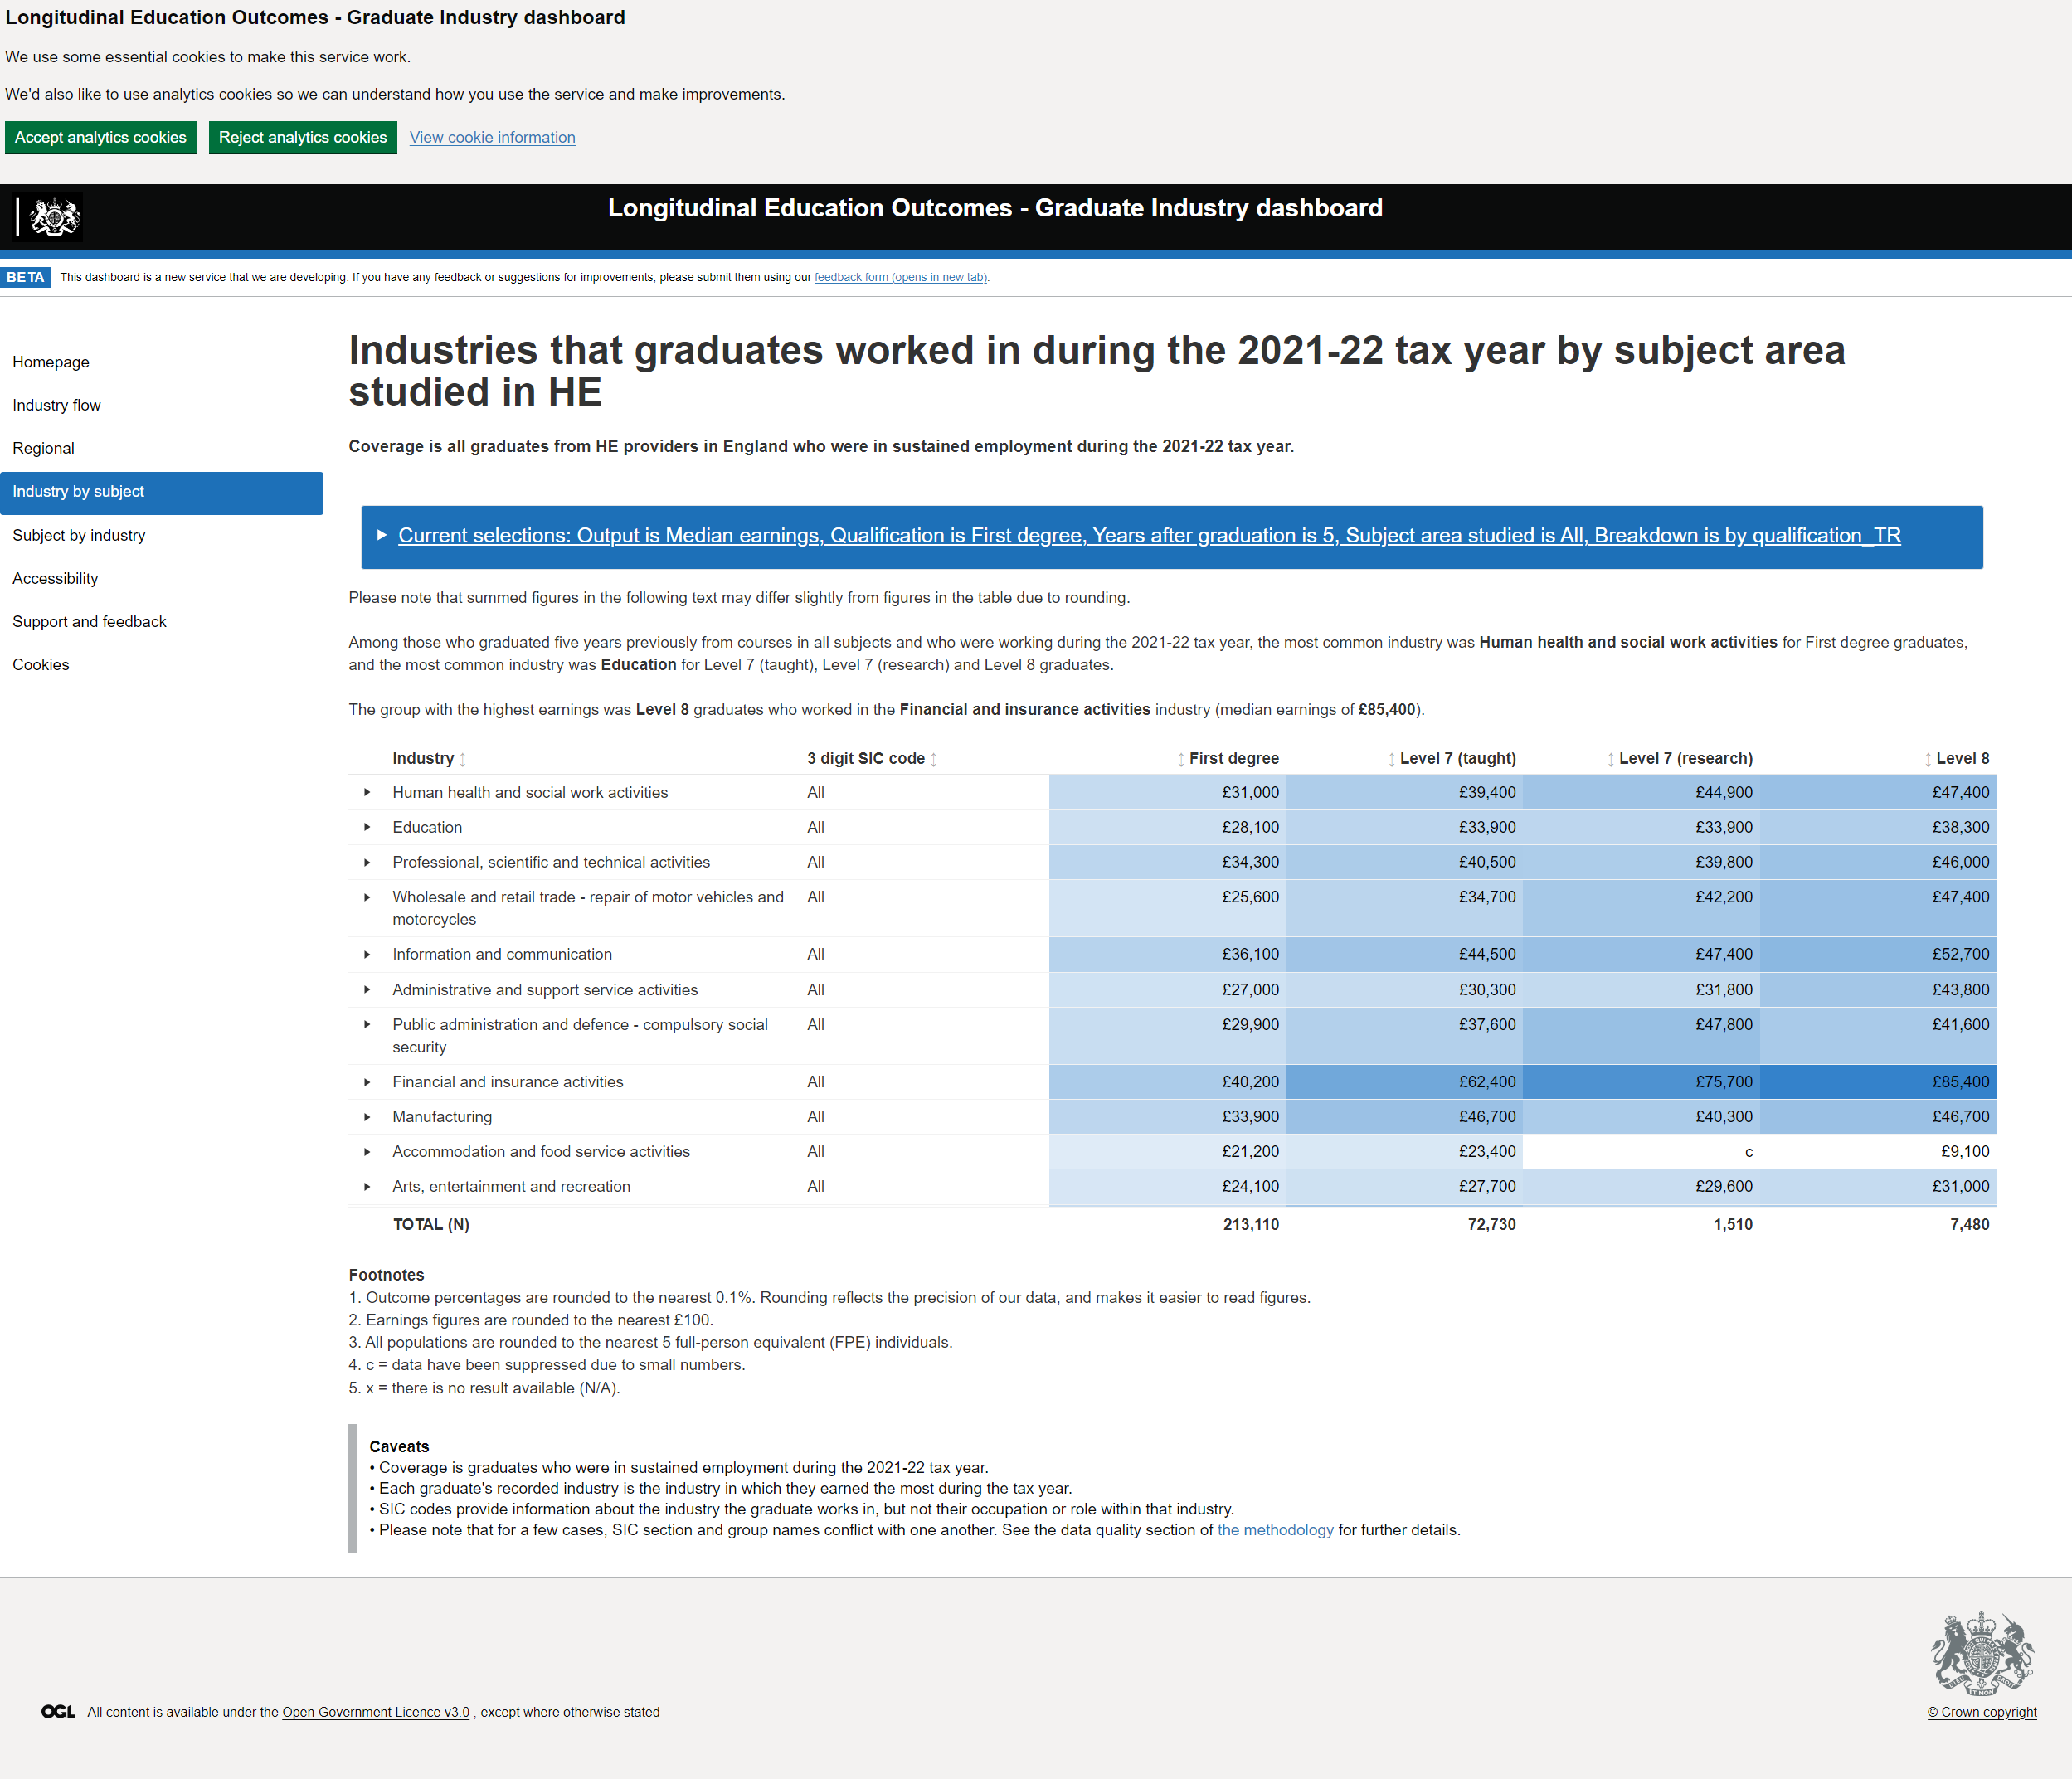 Longitudinal Education Outcomes - Graduate Industry dashboard
We use some essential cookies to make this service work.
We'd also like to use analytics cookies so we can understand how you use the service and make improvements.
Accept analytics cookies Reject analytics cookies View cookie information
Longitudinal Education Outcomes - Graduate Industry dashboard
BETA This dashboard is a new service that we are developing. If you have any feedback or suggestions for improvements, please submit them using our feedback form (opens in new tab).
Homepage
Industry flow
Regional
Industry by subject
Subject by industry
Accessibility
Support and feedback
Cookies
Industries that graduates worked in during the 2021-22 tax year by subject area
studied in HE
Coverage is all graduates from HE providers in England who were in sustained employment during the 2021-22 tax year.
Current selections: Output is Median earnings, Qualification is First degree, Years after graduation is 5, Subject area studied is All, Breakdown is by qualification_TR
Please note that summed figures in the following text may differ slightly from figures in the table due to rounding.
Among those who graduated five years previously from courses in all subjects and who were working during the 2021-22 tax year, the most common industry was Human health and social work activities for First degree graduates,
and the most common industry was Education for Level 7 (taught), Level 7 (research) and Level 8 graduates.
The group with the highest earnings was Level 8 graduates who worked in the Financial and insurance activities industry (median earnings of £85,400).
Industry 3 digit SIC code First degree Level 7 (taught) Level 7 (research) Level 8
Human health and social work activities All £31,000 £39,400 £44,900 £47,400
Education All £28,100 £33,900 £33,900 £38,300
Professional, scientific and technical activities All £34,300 £40,500 £39,800 £46,000
Wholesale and retail trade - repair of motor vehicles and All £25,600 £34,700 £42,200 £47,400
motorcycles
Information and communication All £36,100 £44,500 £47,400 £52,700
Administrative and support service activities All £27,000 £30,300 £31,800 £43,800
Public administration and defence - compulsory social All £29,900 £37,600 £47,800 £41,600
security
Financial and insurance activities All £40,200 £62,400 £75,700 £85,400
Manufacturing All £33,900 £46,700 £40,300 £46,700
Accommodation and food service activities All £21,200 £23,400 c £9,100
Arts, entertainment and recreation All £24,100 £27,700 £29,600 £31,000
TOTAL (N) 213,110 72,730 1,510 7,480
Footnotes
1. Outcome percentages are rounded to the nearest 0.1%. Rounding reflects the precision of our data, and makes it easier to read figures.
2. Earnings figures are rounded to the nearest £100.
3. All populations are rounded to the nearest 5 full-person equivalent (FPE) individuals.
4. c = data have been suppressed due to small numbers.
5. x = there is no result available (N/A).
Caveats
• Coverage is graduates who were in sustained employment during the 2021-22 tax year.
• Each graduate's recorded industry is the industry in which they earned the most during the tax year.
• SIC codes provide information about the industry the graduate works in, but not their occupation or role within that industry.
• Please note that for a few cases, SIC section and group names conflict with one another. See the data quality section of the methodology for further details.
OGL All content is available under the Open Government Licence v3.0 , except where otherwise stated
© Crown copyright